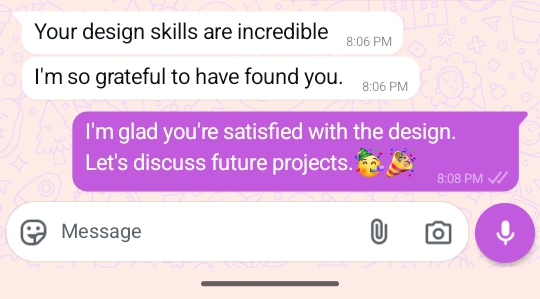 Your design skills are incredible
8:06 PM
I'm so grateful to have found you.
8:06 PM
I'm glad you're satisfied with the design.
Let's discuss future projects.🥳🎉
8:08 PM
Message